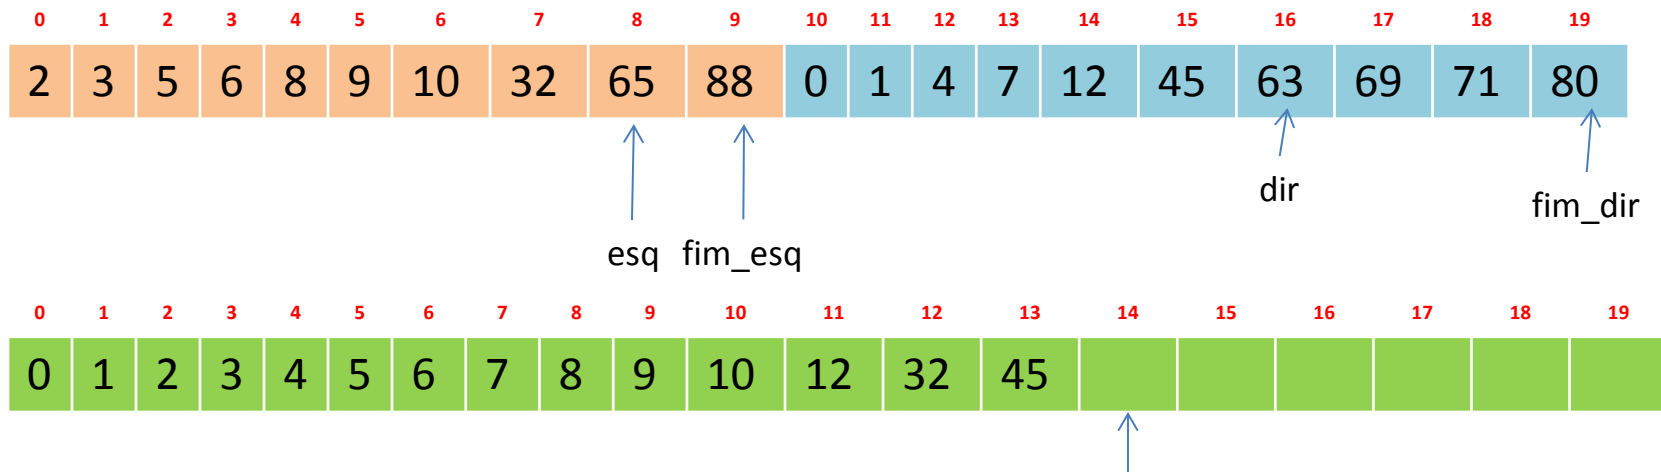 0 1 2 3 4 5 6 7 8 9 10 11 12 13 14 15 16 17 18 19
2 3 5 6 8 9 10 32 65 88 0 1 4 7 12 45 63 69 71 80
dir
fim_dir
esq fim_esq
0 1 2 3 4 5 6 7 8 9 10 11 12 13 14 15 16 17 18 19
0 1 2 3 4 5 6 7 8 9 10 12 32 45